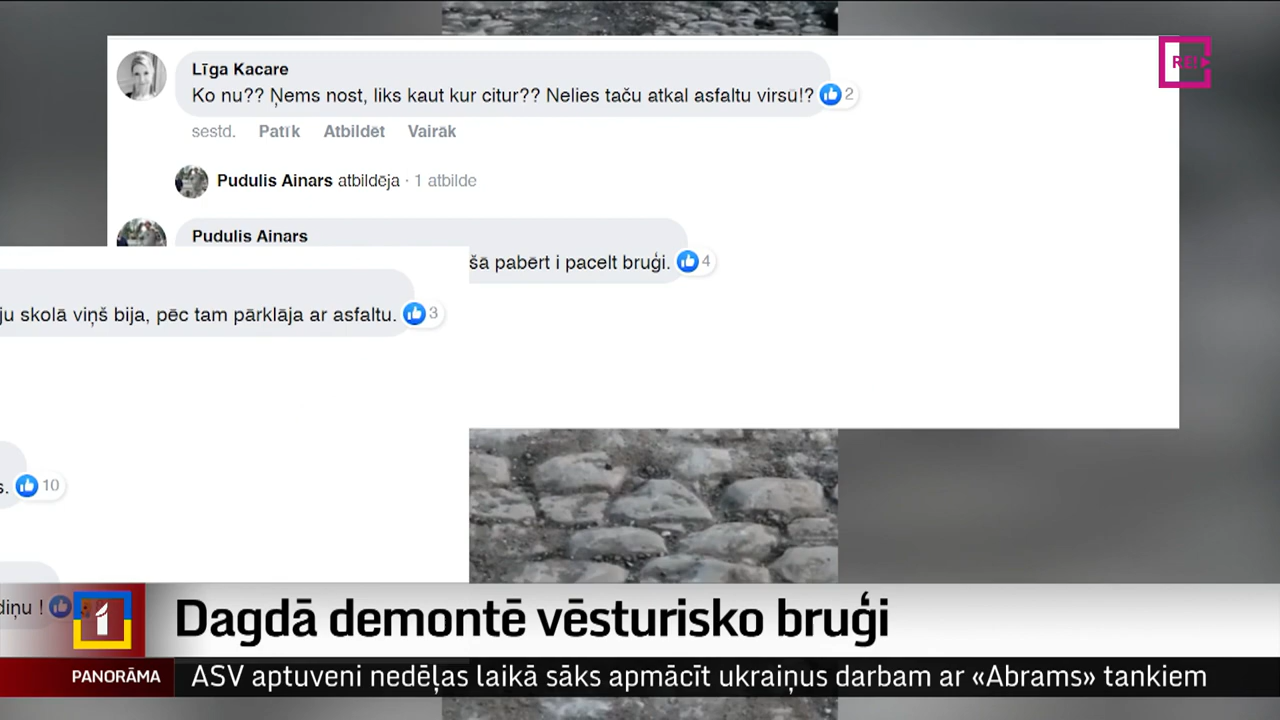 RE!
Līga Kacare
Ko nu?? Ņems nost, liks kaut kur citur?? Nelies taču atkal asfaltu virsu!? 2
sestd. Patīk Atbildēt Vairāk
Pudulis Ainars atbildēja · 1 atbilde
Pudulis Ainars
šā pabērt i pacelt bruģi. 4
ju skolā viņš bija, pēc tam pārklāja ar asfaltu. 3
s. 10
diņu !
1
Dagdā demontē vēsturisko bruģi
PANORĀMA ASV aptuveni nedēļas laikā sāks apmācīt ukraiņus darbam ar «Abrams» tankiem